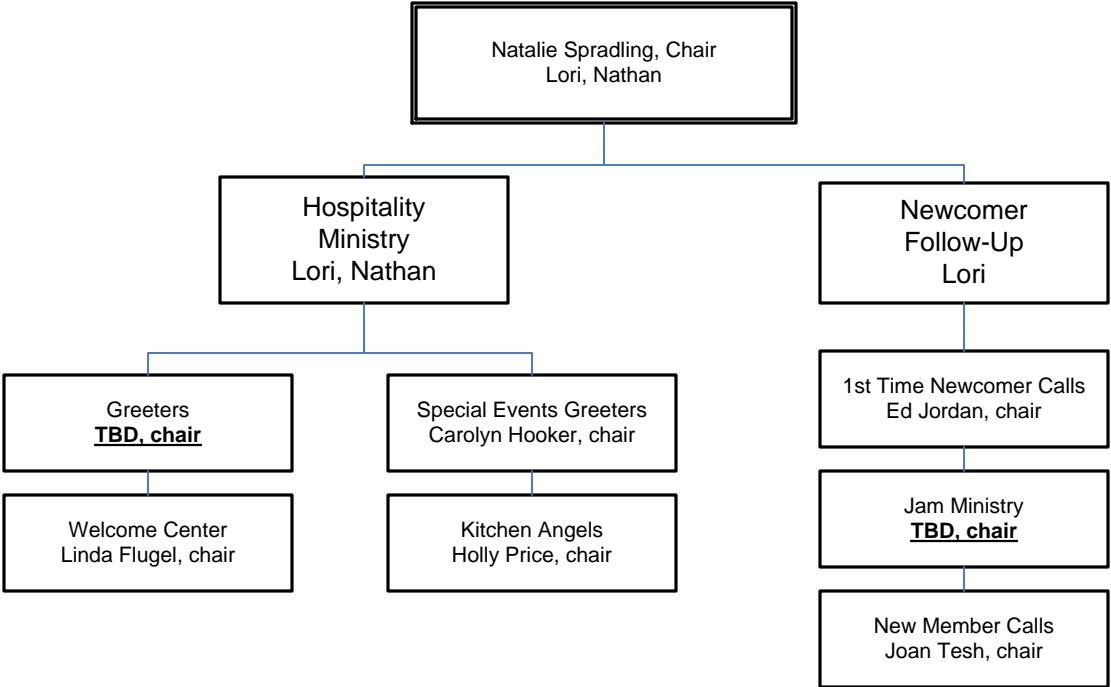 Natalie Spradling, Chair
Lori, Nathan
Hospitality
Ministry
Lori, Nathan
Newcomer
Follow-Up
Lori
Greeters
TBD, chair
Special Events Greeters
Carolyn Hooker, chair
1st Time Newcomer Calls
Ed Jordan, chair
Welcome Center
Linda Flugel, chair
Kitchen Angels
Holly Price, chair
Jam Ministry
TBD, chair
New Member Calls
Joan Tesh, chair